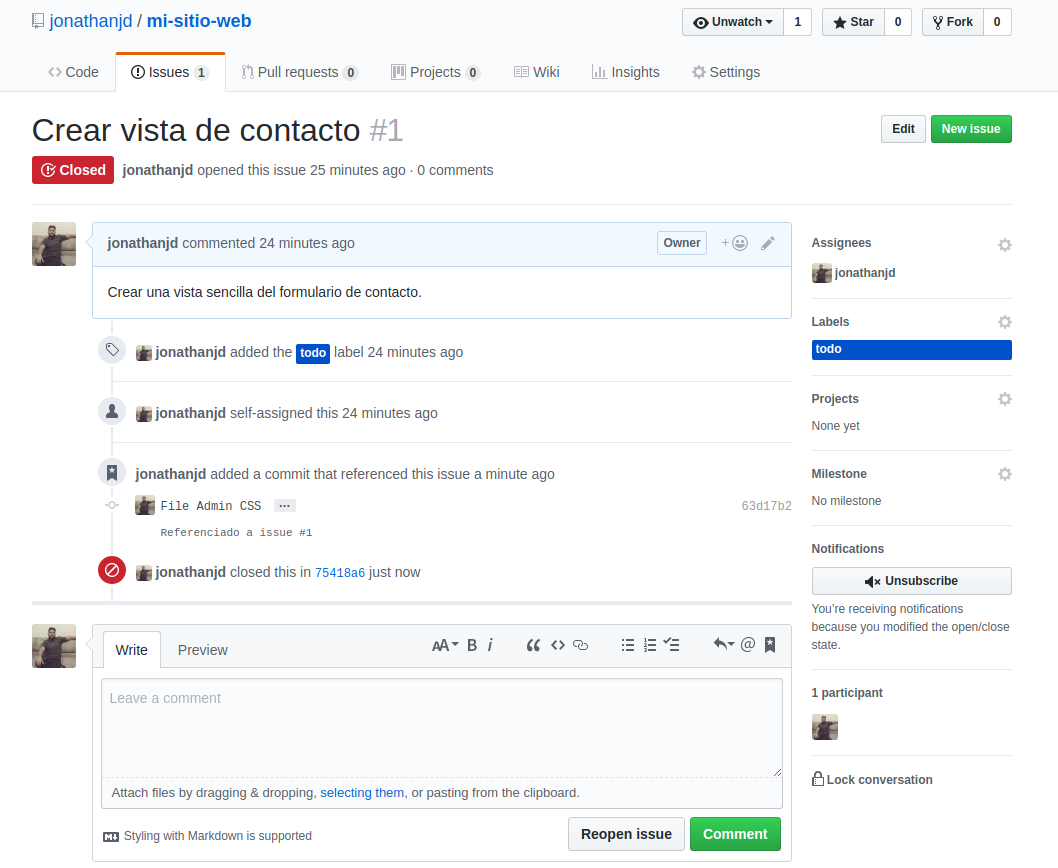 jonathanjd / mi-sitio-web
Unwatch 1 Star 0 Fork 0
Code Issues 1 Pull requests 0 Projects 0 Wiki Insights Settings
Crear vista de contacto #1
Edit New issue
Closed jonathanjd opened this issue 25 minutes ago · 0 comments
jonathanjd commented 24 minutes ago
Owner
Crear una vista sencilla del formulario de contacto.
jonathanjd added the todo label 24 minutes ago
jonathanjd self-assigned this 24 minutes ago
jonathanjd added a commit that referenced this issue a minute ago
File Admin CSS … 63d17b2
Referenciado a issue #1
jonathanjd closed this in 75418a6 just now
Write Preview
AA B i
Leave a comment
Attach files by dragging & dropping, selecting them, or pasting from the clipboard.
Styling with Markdown is supported
Reopen issue Comment
Assignees
jonathanjd
Labels
todo
Projects
None yet
Milestone
No milestone
Notifications
Unsubscribe
You’re receiving notifications
because you modified the open/close
state.
1 participant
Lock conversation